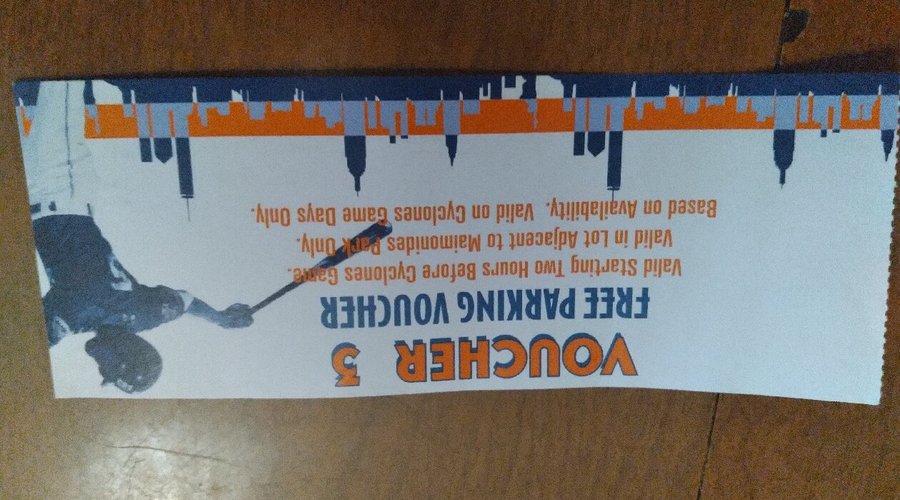 VOUCHER 3
FREE PARKING VOUCHER
Valid Starting Two Hours Before Cyclones Game.
Valid in Lot Adjacent to Maimonides Park Only.
Based on Availability. Valid on Cyclones Game Days Only.